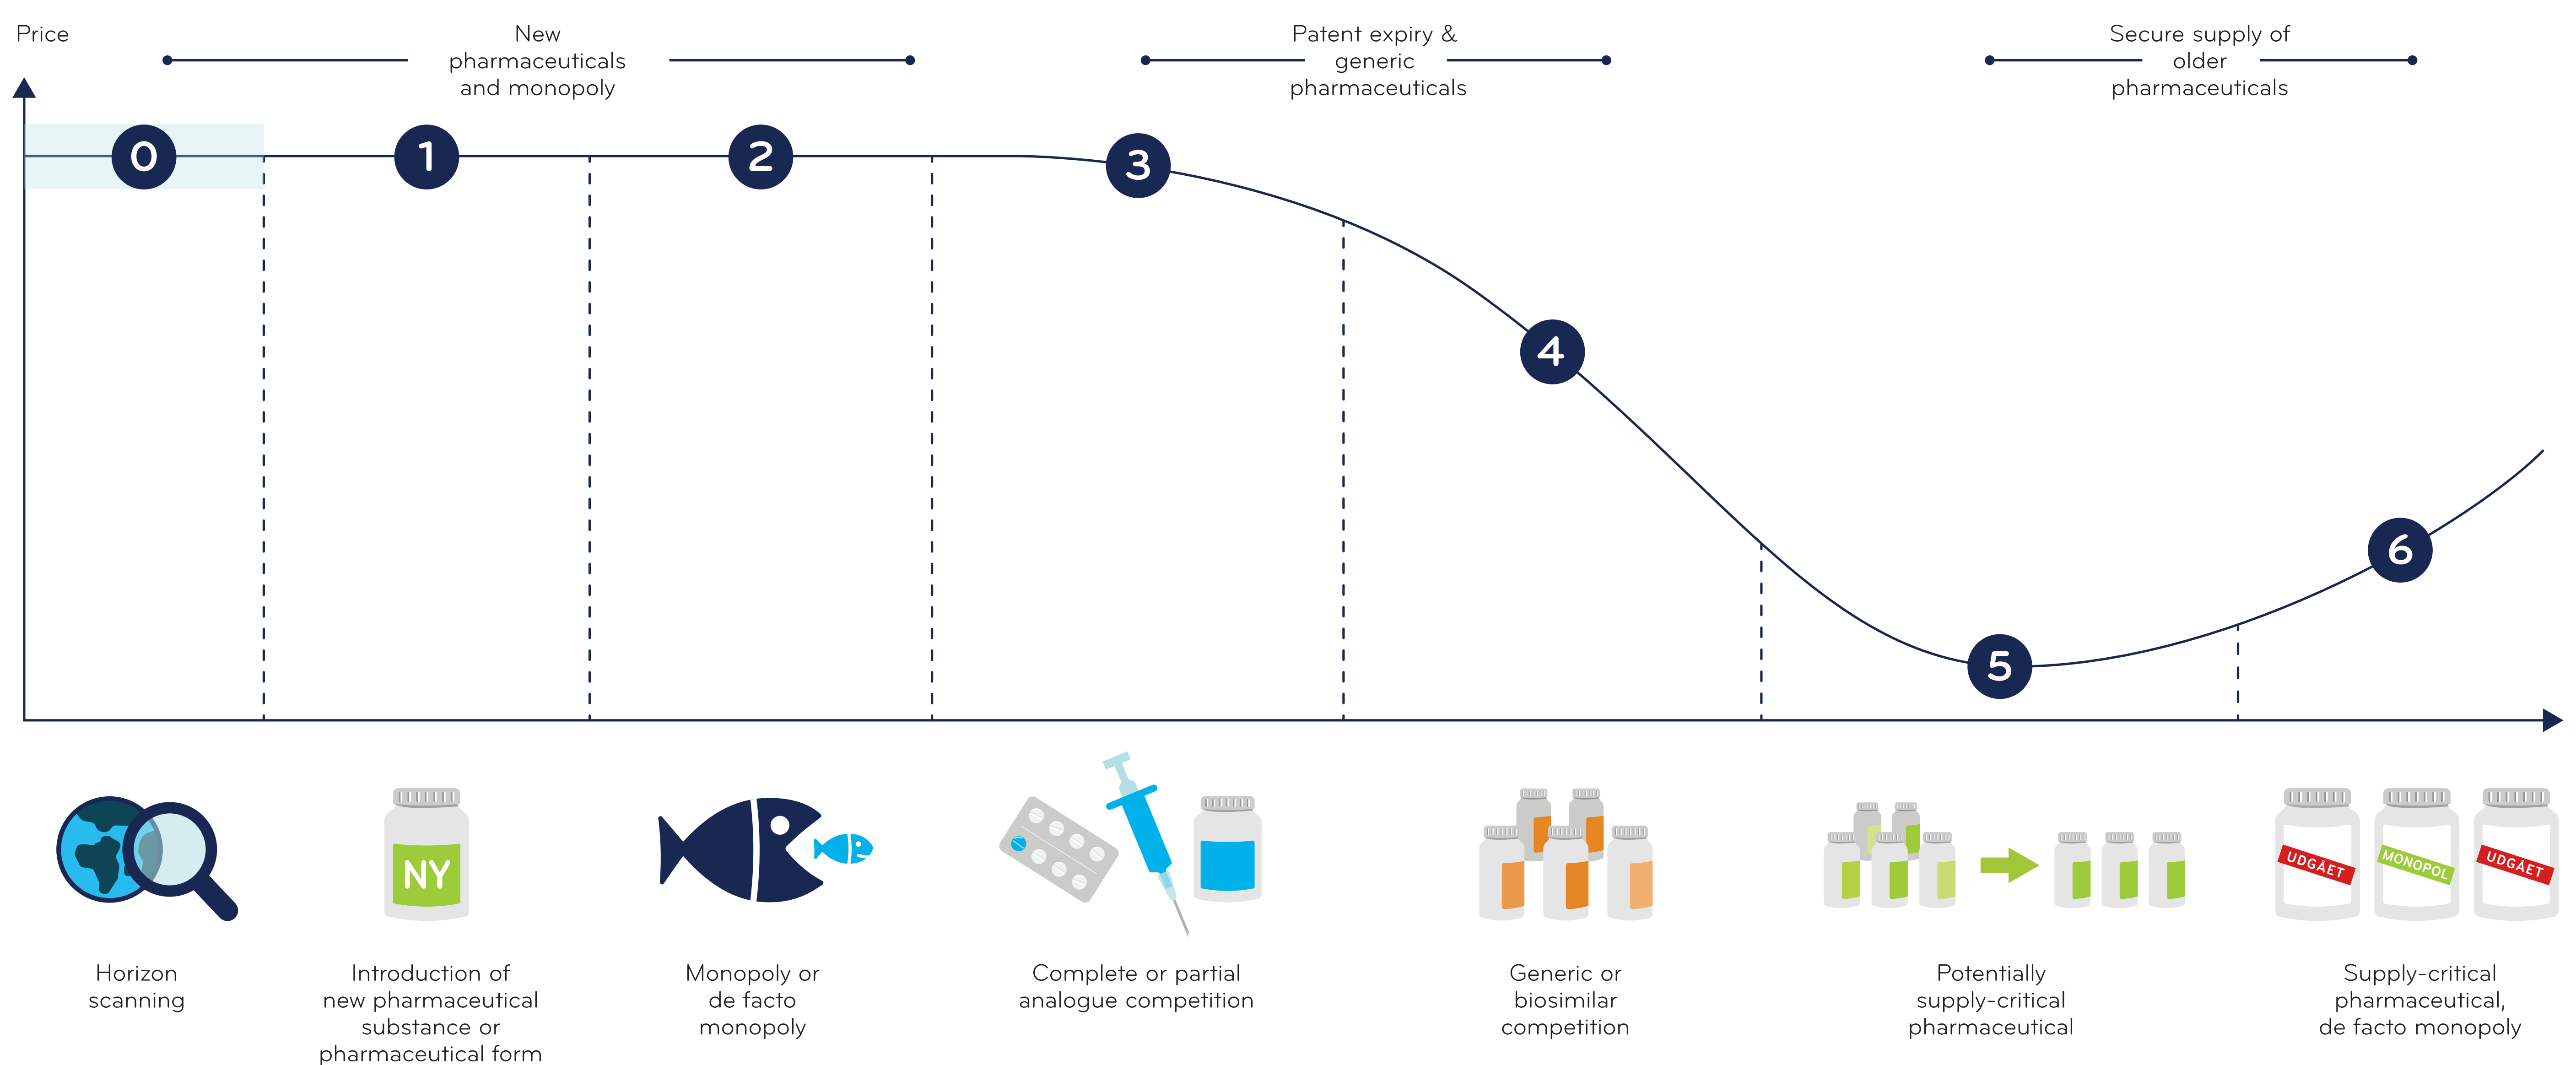 Price
New
pharmaceuticals
and monopoly
Patent expiry &
generic
pharmaceuticals
Secure supply of
older
pharmaceuticals
0
1
2
3
4
5
6
NY
UDGÅET
MONOPOL
UDGÅET
Horizon
scanning
Introduction of
new pharmaceutical
substance or
pharmaceutical form
Monopoly or
de facto
monopoly
Complete or partial
analogue competition
Generic or
biosimilar
competition
Potentially
supply-critical
pharmaceutical
Supply-critical
pharmaceutical,
de facto monopoly